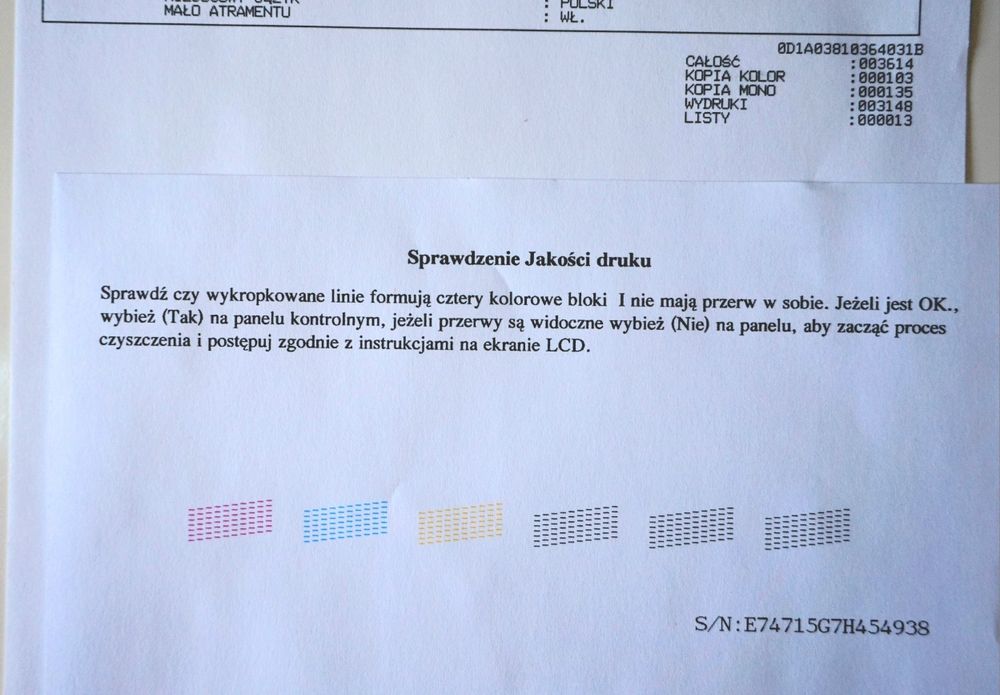 : POLSKI
MAŁO ATRAMENTU : WŁ.
0D1A03810364031B
CAŁOŚĆ :003614
KOPIA KOLOR :000103
KOPIA MONO :000135
WYDRUKI :003148
LISTY :000013
Sprawdzenie Jakości druku
Sprawdź czy wykropkowane linie formują cztery kolorowe bloki I nie mają przerw w sobie. Jeżeli jest OK.,
wybież (Tak) na panelu kontrolnym, jeżeli przerwy są widoczne wybież (Nie) na panelu, aby zacząć proces
czyszczenia i postępuj zgodnie z instrukcjami na ekranie LCD.
S/N:E74715G7H454938